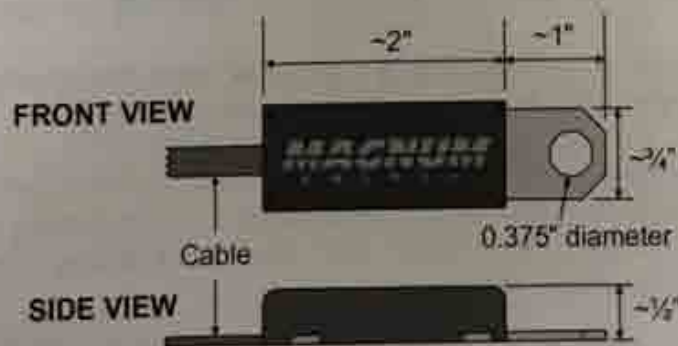 ~2"
~1"
FRONT VIEW
MAGNUM
~¾"
0.375" diameter
Cable
SIDE VIEW
~½"